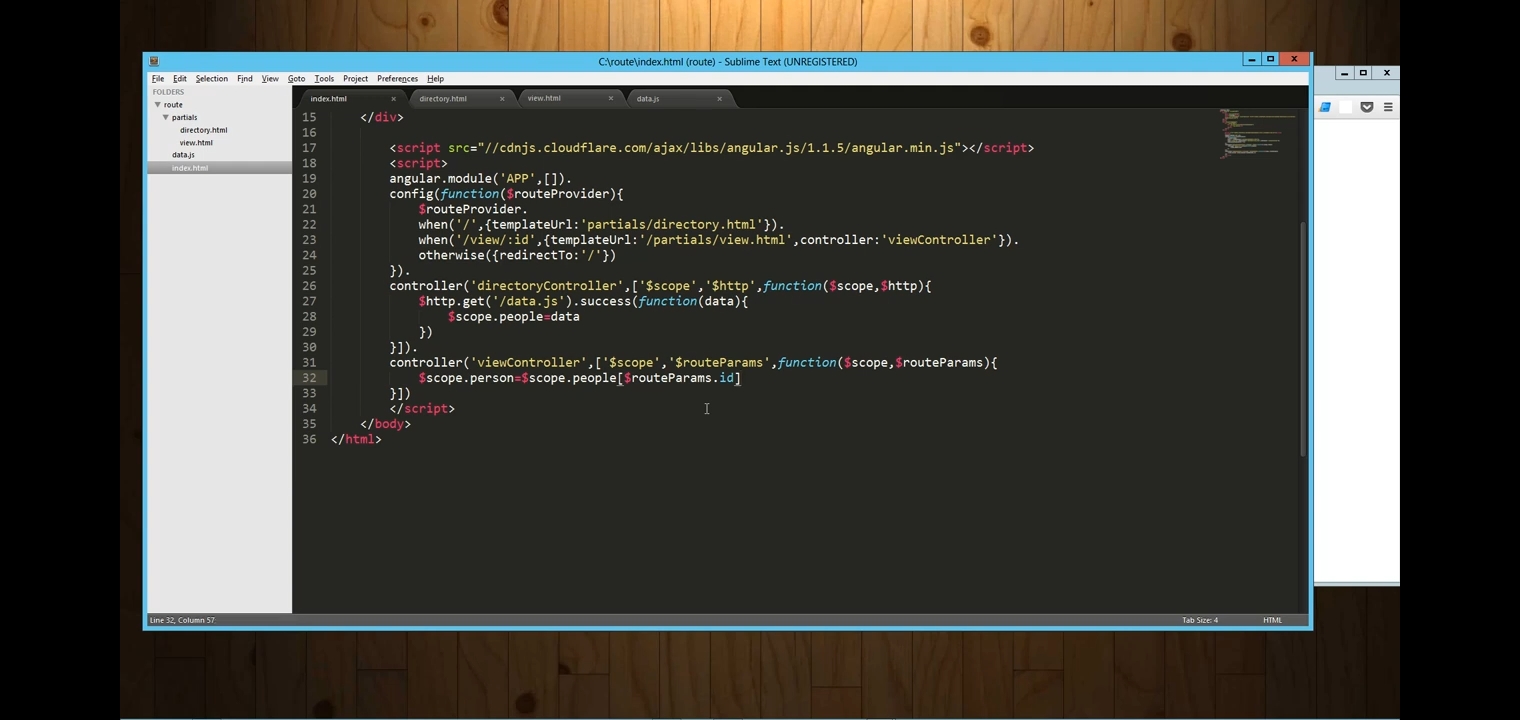 C:\route\index.html (route) - Sublime Text (UNREGISTERED)
File Edit Selection Find View Goto Tools Project Preferences Help
FOLDERS
route
partials
directory.html
view.html
data.js
index.html
index.html directory.html view.html data.js
15 </div>
16
17 <script src="//cdnjs.cloudflare.com/ajax/libs/angular.js/1.1.5/angular.min.js"></script>
18 <script>
19 angular.module('APP',[]).
20 config(function($routeProvider){
21 $routeProvider.
22 when('/',{templateUrl:'partials/directory.html'}).
23 when('/view/:id',{templateUrl:'/partials/view.html',controller:'viewController'}).
24 otherwise({redirectTo:'/'})
25 }).
26 controller('directoryController',['$scope','$http',function($scope,$http){
27 $http.get('/data.js').success(function(data){
28 $scope.people=data
29 })
30 }]).
31 controller('viewController',['$scope','$routeParams',function($scope,$routeParams){
32 $scope.person=$scope.people[$routeParams.id]
33 }])
34 </script>
35 </body>
36 </html>
Line 32, Column 57
Tab Size: 4
HTML